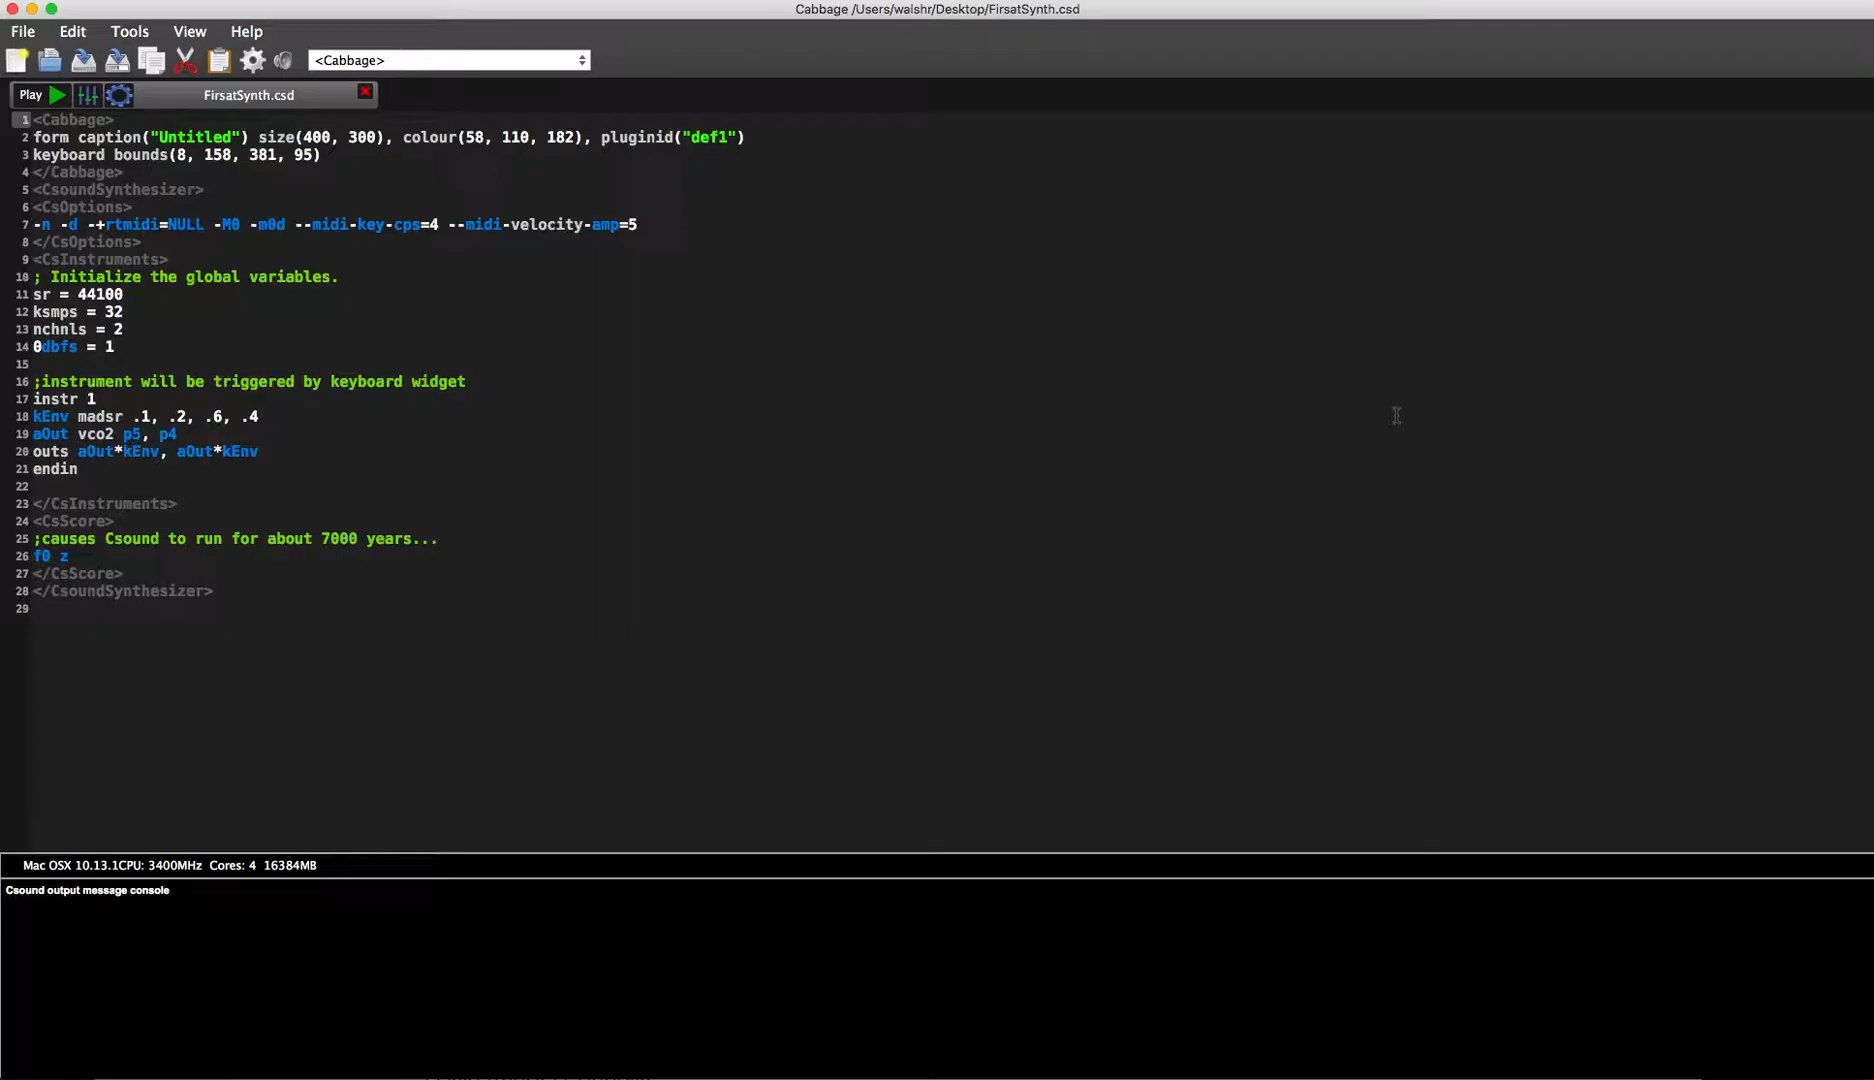 Cabbage /Users/walshr/Desktop/FirsatSynth.csd
File Edit Tools View Help
<Cabbage>
Play FirsatSynth.csd
1 <Cabbage>
2 form caption("Untitled") size(400, 300), colour(58, 110, 182), pluginid("def1")
3 keyboard bounds(8, 158, 381, 95)
4 </Cabbage>
5 <CsoundSynthesizer>
6 <CsOptions>
7 -n -d -+rtmidi=NULL -M0 -m0d --midi-key-cps=4 --midi-velocity-amp=5
8 </CsOptions>
9 <CsInstruments>
10 ; Initialize the global variables.
11 sr = 44100
12 ksmps = 32
13 nchnls = 2
14 0dbfs = 1
15
16 ;instrument will be triggered by keyboard widget
17 instr 1
18 kEnv madsr .1, .2, .6, .4
19 aOut vco2 p5, p4
20 outs aOut*kEnv, aOut*kEnv
21 endin
22
23 </CsInstruments>
24 <CsScore>
25 ;causes Csound to run for about 7000 years...
26 f0 z
27 </CsScore>
28 </CsoundSynthesizer>
29
Mac OSX 10.13.1CPU: 3400MHz Cores: 4 16384MB
Csound output message console